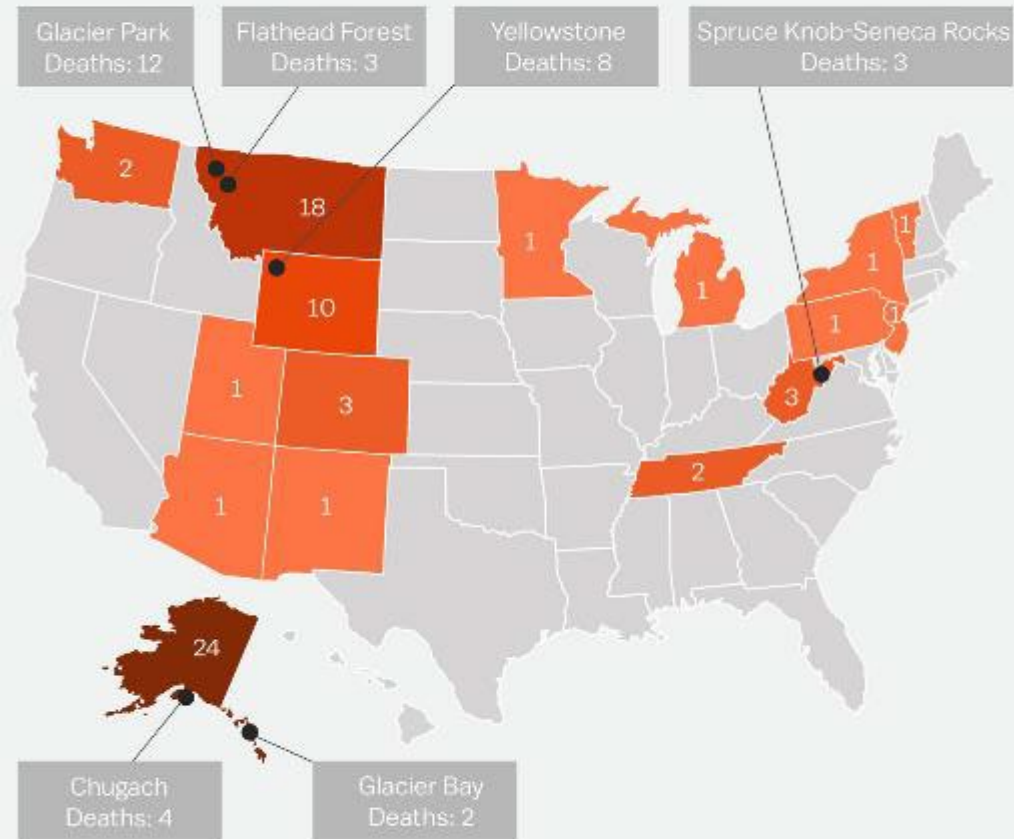 Glacier Park
Deaths: 12
Flathead Forest
Deaths: 3
Yellowstone
Deaths: 8
Spruce Knob-Seneca Rocks
Deaths: 3
2
18
10
1
3
1
1
1
1
1
1
1
1
3
2
24
Chugach
Deaths: 4
Glacier Bay
Deaths: 2